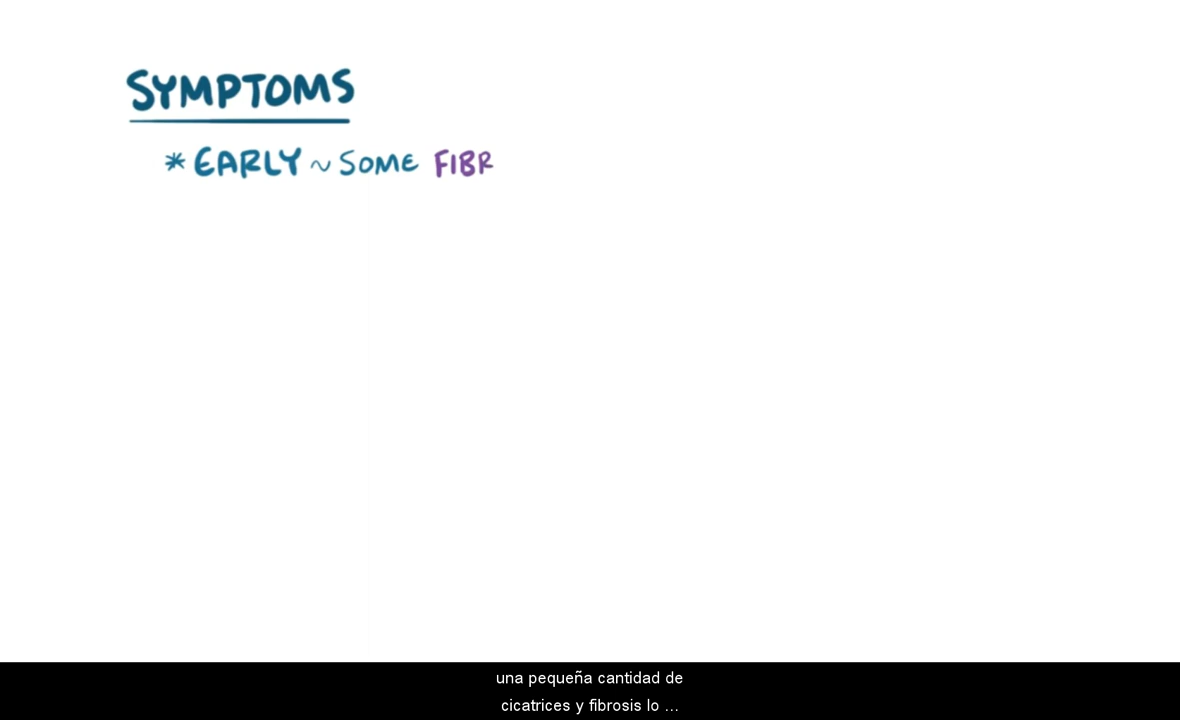 SYMPTOMS
* EARLY ~ SOME FIBR
una pequeña cantidad de
cicatrices y fibrosis lo ...